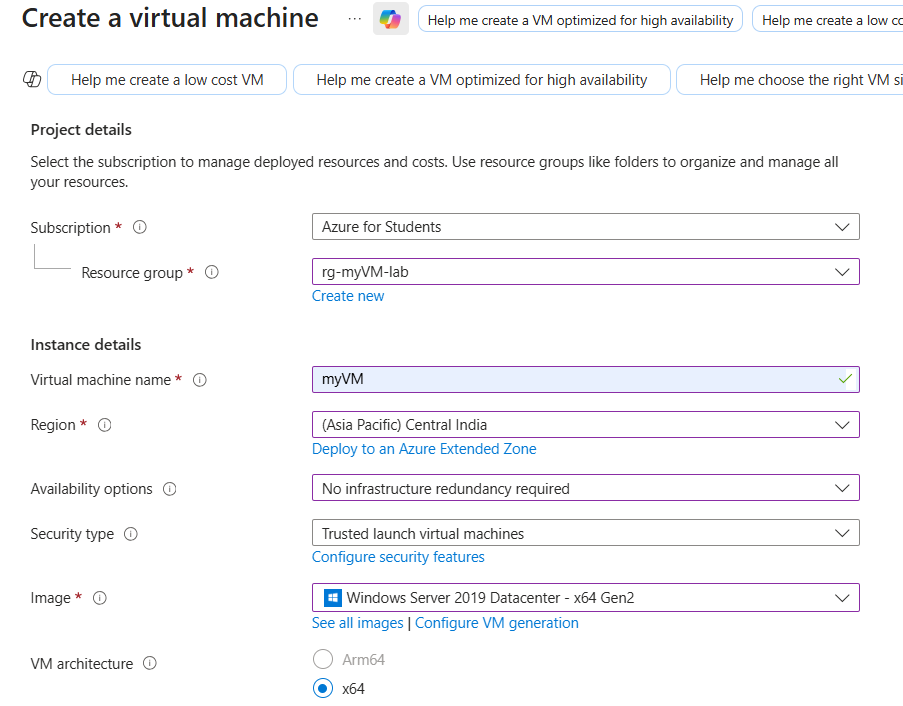 Create a virtual machine
...
Help me create a VM optimized for high availability
Help me create a low
Help me create a low cost VM
Help me create a VM optimized for high availability
Help me choose the right VM
Project details
Select the subscription to manage deployed resources and costs. Use resource groups like folders to organize and manage all
your resources.
Subscription *
Azure for Students
Resource group *
rg-myVM-lab
Create new
Instance details
Virtual machine name *
myVM
Region *
(Asia Pacific) Central India
Deploy to an Azure Extended Zone
Availability options
No infrastructure redundancy required
Security type
Trusted launch virtual machines
Configure security features
Image *
Windows Server 2019 Datacenter - x64 Gen2
See all images | Configure VM generation
VM architecture
Arm64
x64